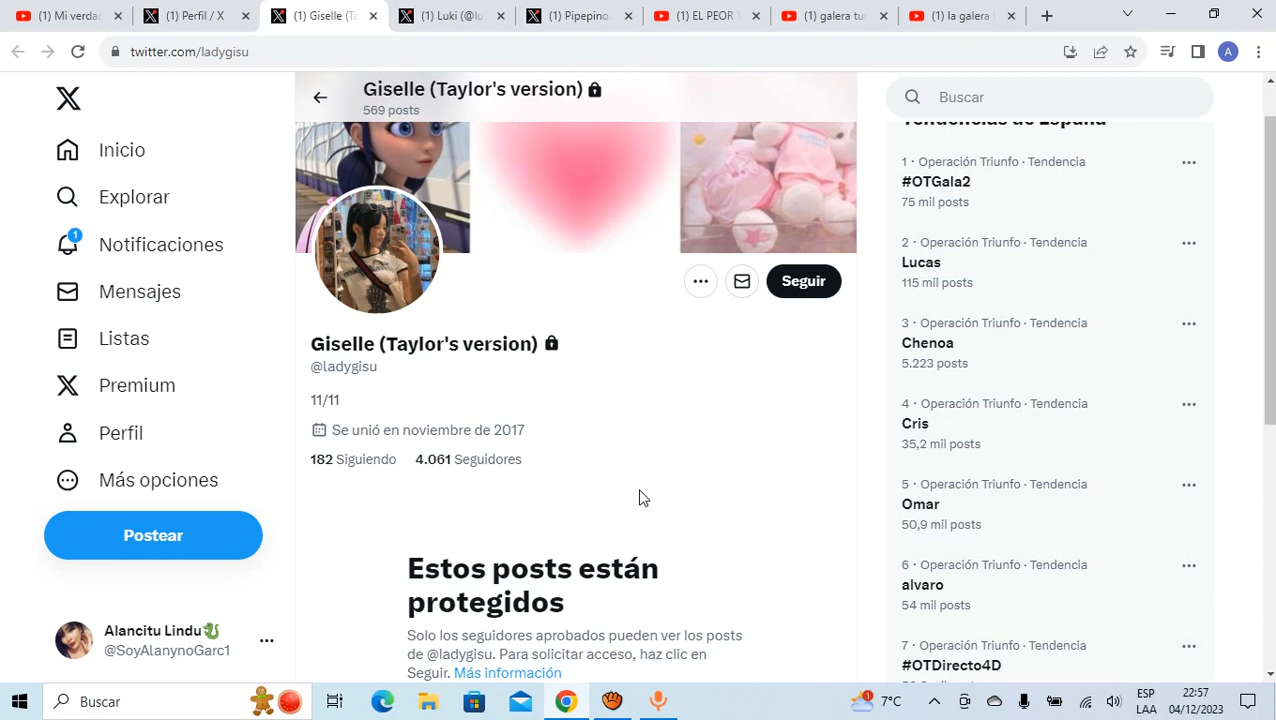 (1) Mi verdad
(1) Perfil / X
(1) Giselle (Ta
(1) Luki (@lu
(1) Pipepino
(1) EL PEOR
(1) galera tu
(1) la galera
twitter.com/ladygisu
A
Giselle (Taylor's version)
569 posts
Buscar
Inicio
Explorar
1
Notificaciones
Mensajes
Listas
Premium
Perfil
Más opciones
Postear
Alancitu Lindu
@SoyAlanynoGarc1
Seguir
Giselle (Taylor's version)
@ladygisu
11/11
Se unió en noviembre de 2017
182 Siguiendo 4.061 Seguidores
Estos posts están
protegidos
Solo los seguidores aprobados pueden ver los posts
de @ladygisu. Para solicitar acceso, haz clic en
Seguir. Más información
Tendencias de España
1 · Operación Triunfo · Tendencia
#OTGala2
75 mil posts
2 · Operación Triunfo · Tendencia
Lucas
115 mil posts
3 · Operación Triunfo · Tendencia
Chenoa
5.223 posts
4 · Operación Triunfo · Tendencia
Cris
35,2 mil posts
5 · Operación Triunfo · Tendencia
Omar
50,9 mil posts
6 · Operación Triunfo · Tendencia
alvaro
54 mil posts
7 · Operación Triunfo · Tendencia
#OTDirecto4D
Buscar
1
7°C
ESP
LAA
22:57
04/12/2023